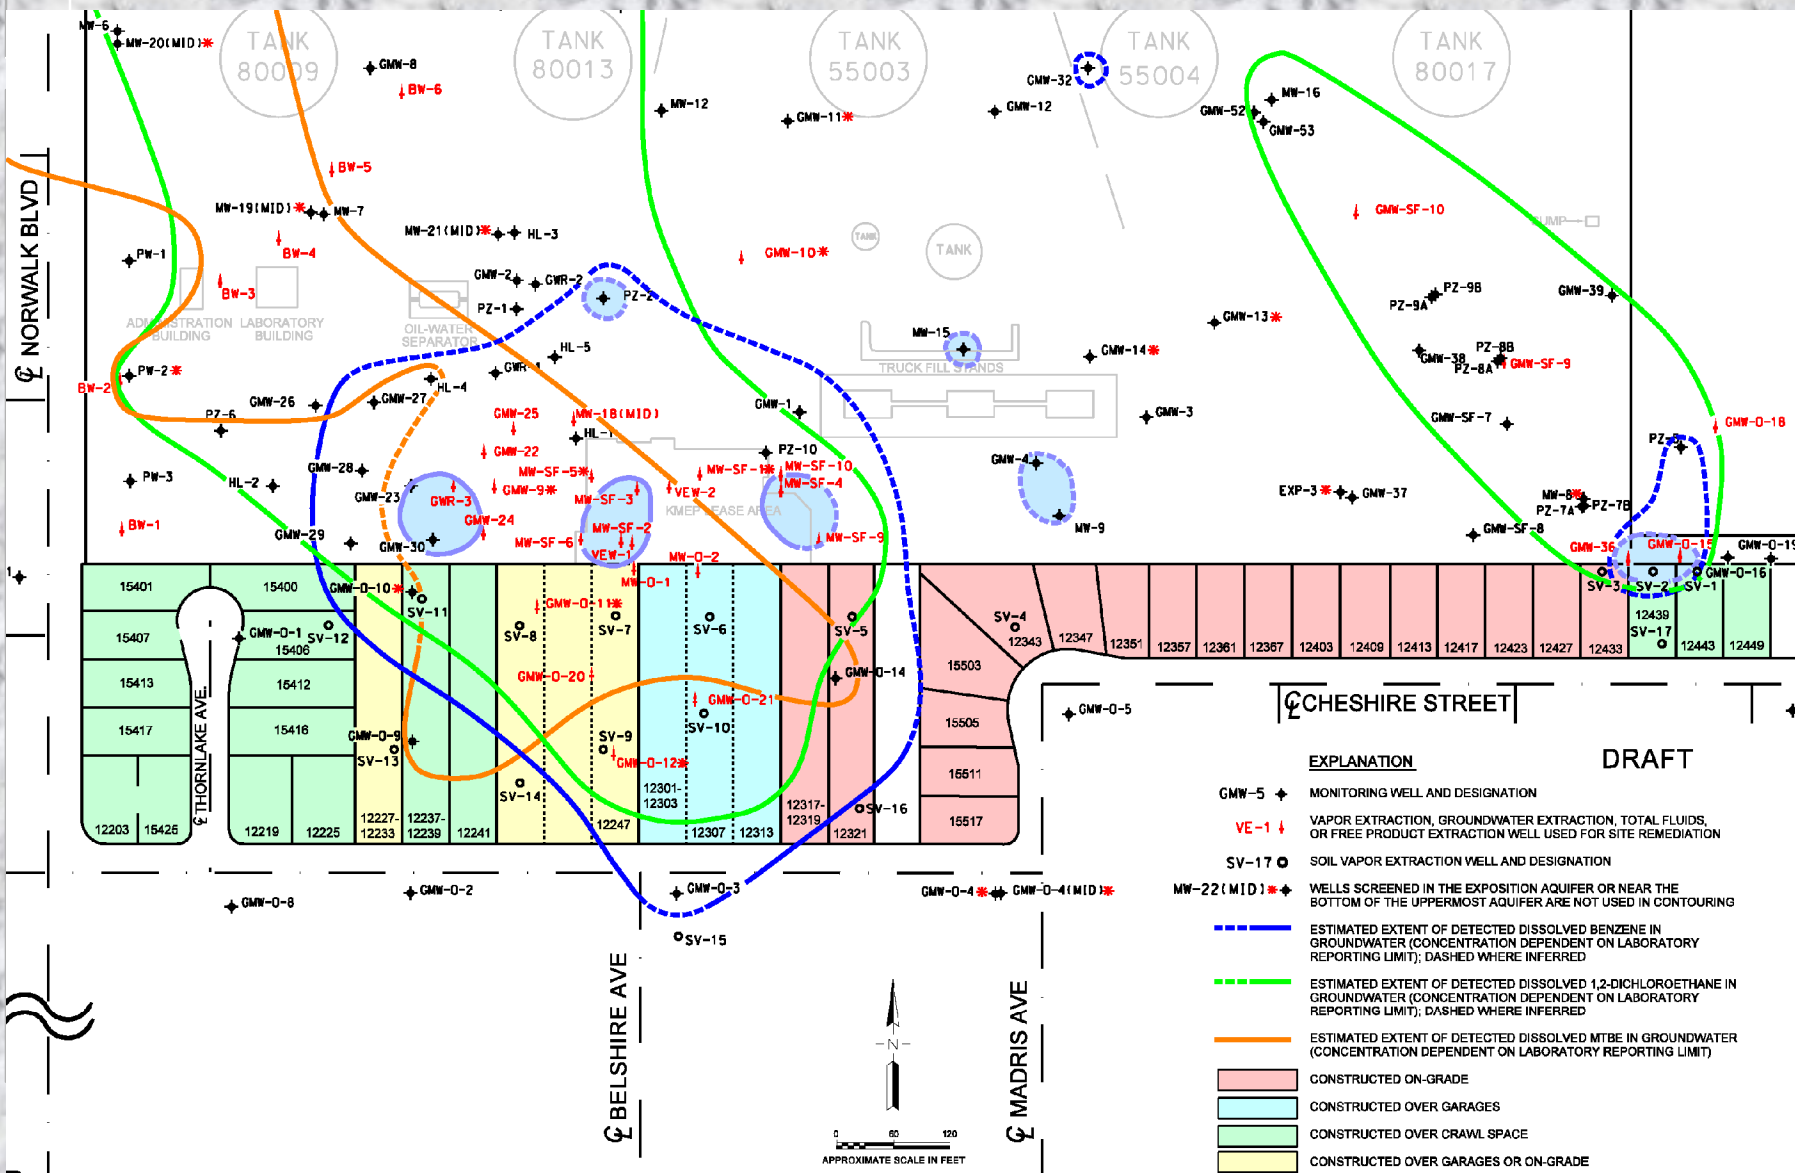 MW-6
MW-20(MID)*
TANK
80009
GMW-8
BW-6
TANK
80013
MW-12
TANK
55003
GMW-11*
GMW-12
GMW-32
TANK
55004
GMW-52
MW-16
GMW-53
TANK
80017
BW-5
MW-19(MID)*
MW-7
BW-4
PW-1
BW-3
MW-21(MID)*
HL-3
GMW-2
GWR-2
PZ-1
PZ-2
GMW-10*
TANK
TANK
GMW-SF-10
GMW-39
PZ-9B
PZ-9A
GMW-13*
ADMINISTRATION
BUILDING
LABORATORY
BUILDING
OIL-WATER
SEPARATOR
MW-15
TRUCK FILL STANDS
GMW-14*
GMW-38
PZ-8B
PZ-8A
GMW-SF-9
℄ NORWALK BLVD
PW-2*
BW-2
HL-5
HL-4
GMW-26
GMW-27
PZ-6
GMW-25
MW-18(MID)
HL-1
GMW-1
GMW-3
GMW-SF-7
GMW-O-18
GMW-22
PZ-10
GMW-4
PW-3
HL-2
GMW-28
GMW-23
GWR-3
GMW-9*
MW-SF-5*
MW-SF-3
VEW-2
MW-SF-1*
MW-SF-10
MW-SF-4
EXP-3*
GMW-37
MW-8*
PZ-7A
PZ-7B
BW-1
GMW-24
KMEP LEASE AREA
MW-9
GMW-SF-8
GMW-29
GMW-30
MW-SF-6
MW-SF-2
VEW-1
MW-O-2
MW-SF-9
GMW-36
GMW-O-15
GMW-O-19
MW-O-1
GMW-O-16
SV-3
SV-2
SV-1
15401
15400
GMW-O-10*
SV-11
GMW-O-11*
SV-8
SV-7
SV-6
SV-5
SV-4
12343
12347
12351
12357
12361
12367
12403
12409
12413
12417
12423
12427
12433
12439
SV-17
12443
12449
15407
GMW-O-1
SV-12
15406
15413
15412
GMW-O-20
GMW-O-14
15503
15417
15416
GMW-O-9
SV-13
SV-9
GMW-O-21
SV-10
15505
GMW-O-5
℄ CHESHIRE STREET
GMW-O-12*
SV-14
15511
℄ THORNLAKE AVE.
12301-
12303
12317-
12319
SV-16
15517
12203
15425
12219
12225
12227-
12233
12237-
12239
12241
12247
12307
12313
12321
GMW-O-8
GMW-O-2
GMW-O-3
GMW-O-4*
GMW-O-4(MID)*
SV-15
℄ BELSHIRE AVE
℄ MADRIS AVE
N
0 60 120
APPROXIMATE SCALE IN FEET
EXPLANATION
DRAFT
GMW-5 MONITORING WELL AND DESIGNATION
VE-1 VAPOR EXTRACTION, GROUNDWATER EXTRACTION, TOTAL FLUIDS,
OR FREE PRODUCT EXTRACTION WELL USED FOR SITE REMEDIATION
SV-17 SOIL VAPOR EXTRACTION WELL AND DESIGNATION
MW-22(MID)* WELLS SCREENED IN THE EXPOSITION AQUIFER OR NEAR THE
BOTTOM OF THE UPPERMOST AQUIFER ARE NOT USED IN CONTOURING
ESTIMATED EXTENT OF DETECTED DISSOLVED BENZENE IN
GROUNDWATER (CONCENTRATION DEPENDENT ON LABORATORY
REPORTING LIMIT); DASHED WHERE INFERRED
ESTIMATED EXTENT OF DETECTED DISSOLVED 1,2-DICHLOROETHANE IN
GROUNDWATER (CONCENTRATION DEPENDENT ON LABORATORY
REPORTING LIMIT); DASHED WHERE INFERRED
ESTIMATED EXTENT OF DETECTED DISSOLVED MTBE IN GROUNDWATER
(CONCENTRATION DEPENDENT ON LABORATORY REPORTING LIMIT)
CONSTRUCTED ON-GRADE
CONSTRUCTED OVER GARAGES
CONSTRUCTED OVER CRAWL SPACE
CONSTRUCTED OVER GARAGES OR ON-GRADE